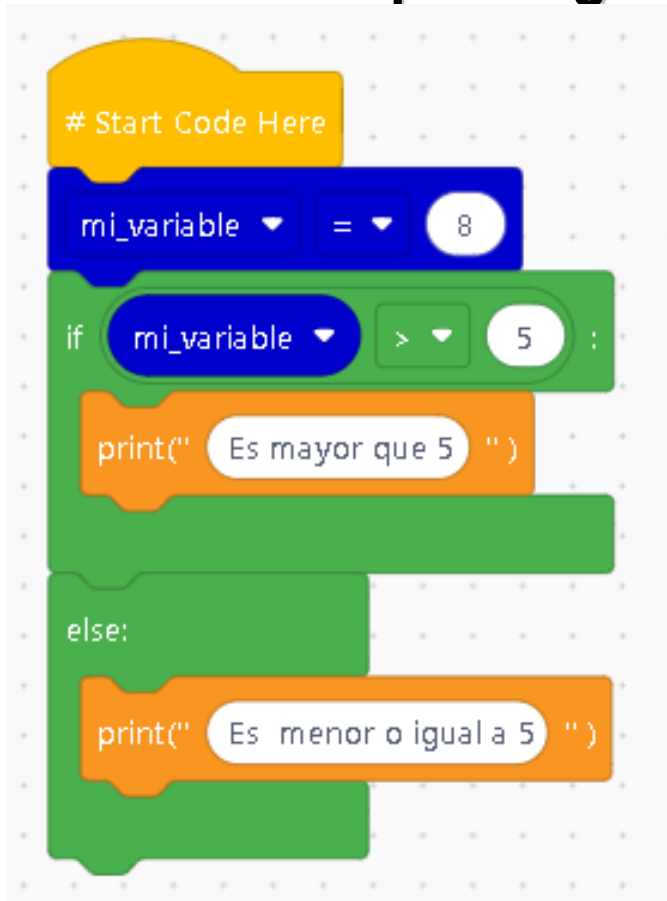 # Start Code Here
mi_variable = 8
if mi_variable > 5 :
print(" Es mayor que 5 ")
else:
print(" Es  menor o igual a 5 ")